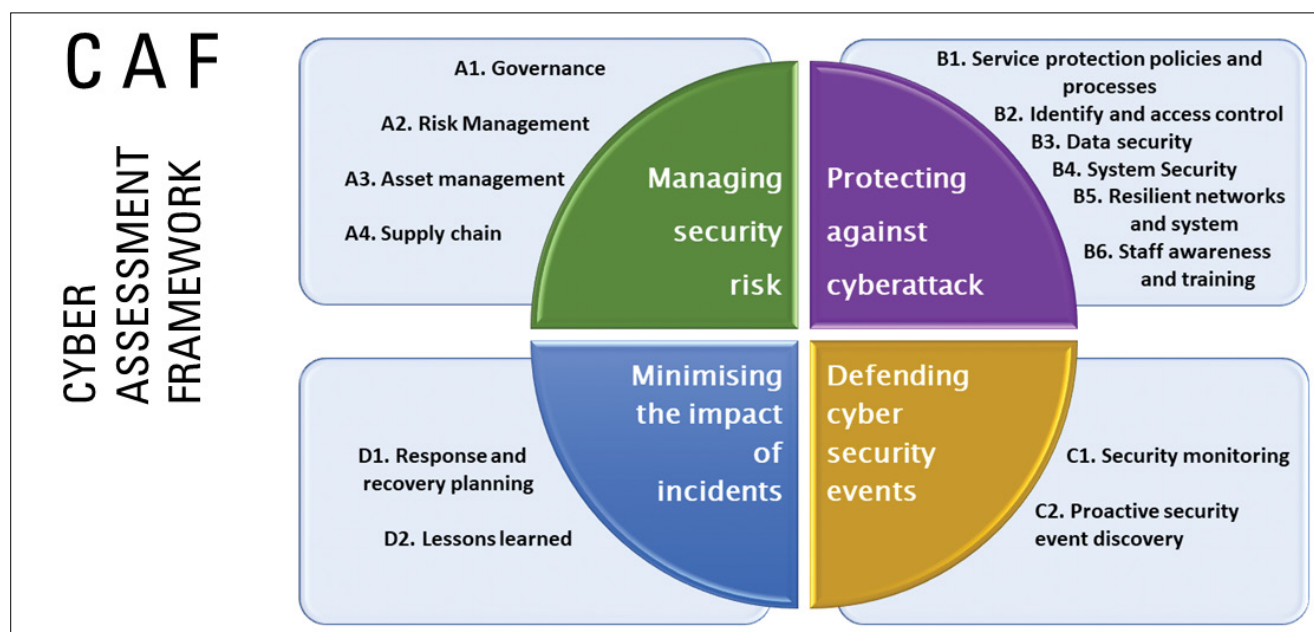 C A F
CYBER
ASSESSMENT
FRAMEWORK
A1. Governance
A2. Risk Management
A3. Asset management
A4. Supply chain
Managing
security
risk
B1. Service protection policies and
processes
B2. Identify and access control
B3. Data security
B4. System Security
B5. Resilient networks
and system
B6. Staff awareness
and training
Protecting
against
cyberattack
D1. Response and
recovery planning
D2. Lessons learned
Minimising
the impact
of
incidents
Defending
cyber
security
events
C1. Security monitoring
C2. Proactive security
event discovery